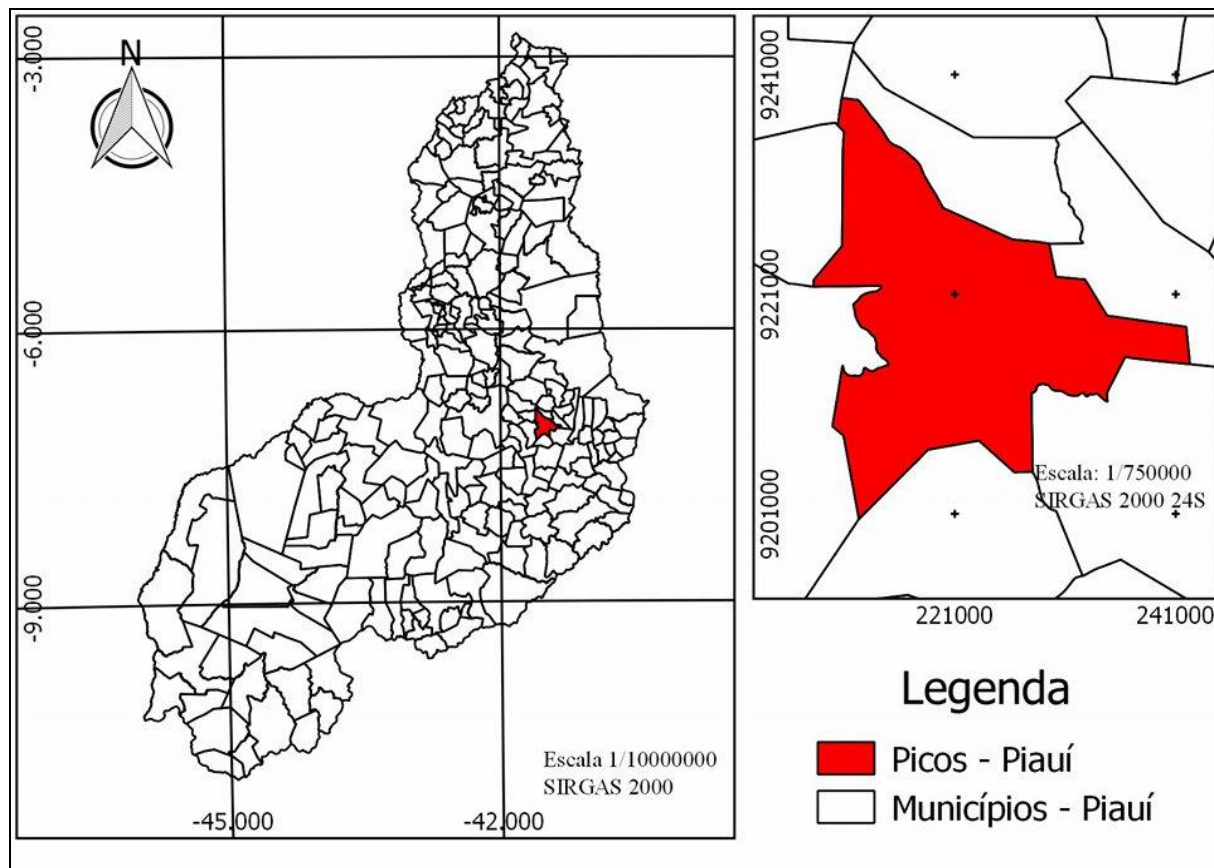 N
-3.000
-6.000
-9.000
-45.000
-42.000
Escala 1/10000000
SIRGAS 2000
9241000
9221000
9201000
221000
241000
Escala: 1/750000
SIRGAS 2000 24S
Legenda
Picos - Piauí
Municípios - Piauí